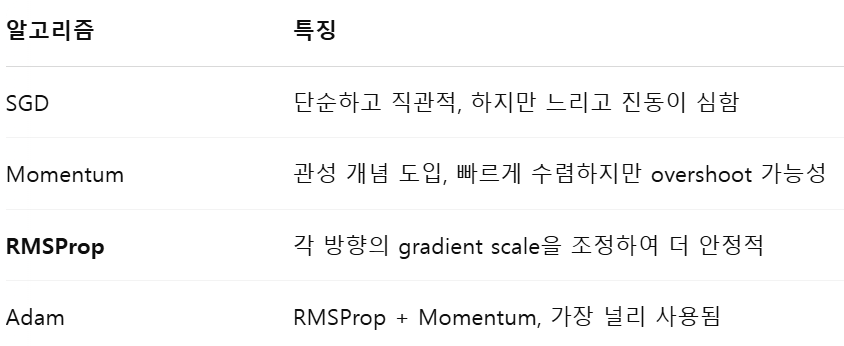 알고리즘 특징
SGD 단순하고 직관적, 하지만 느리고 진동이 심함
Momentum 관성 개념 도입, 빠르게 수렴하지만 overshoot 가능성
RMSProp 각 방향의 gradient scale을 조정하여 더 안정적
Adam RMSProp + Momentum, 가장 널리 사용됨